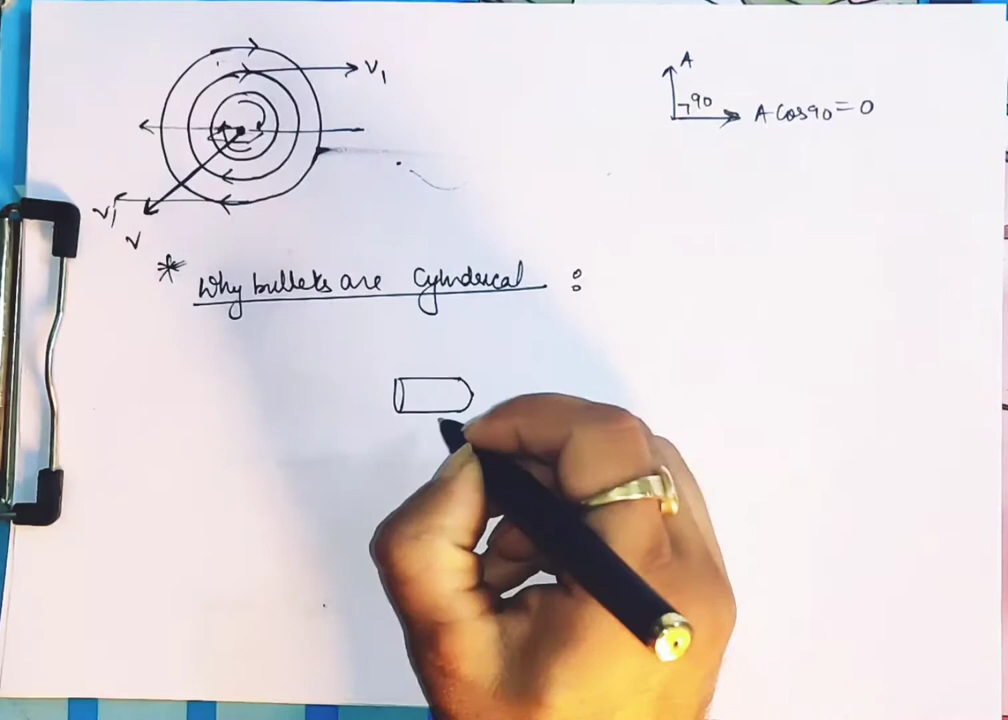 V₁
A
90
A Cos90 = 0
V₁
V
* Why bullets are Cylindrical :